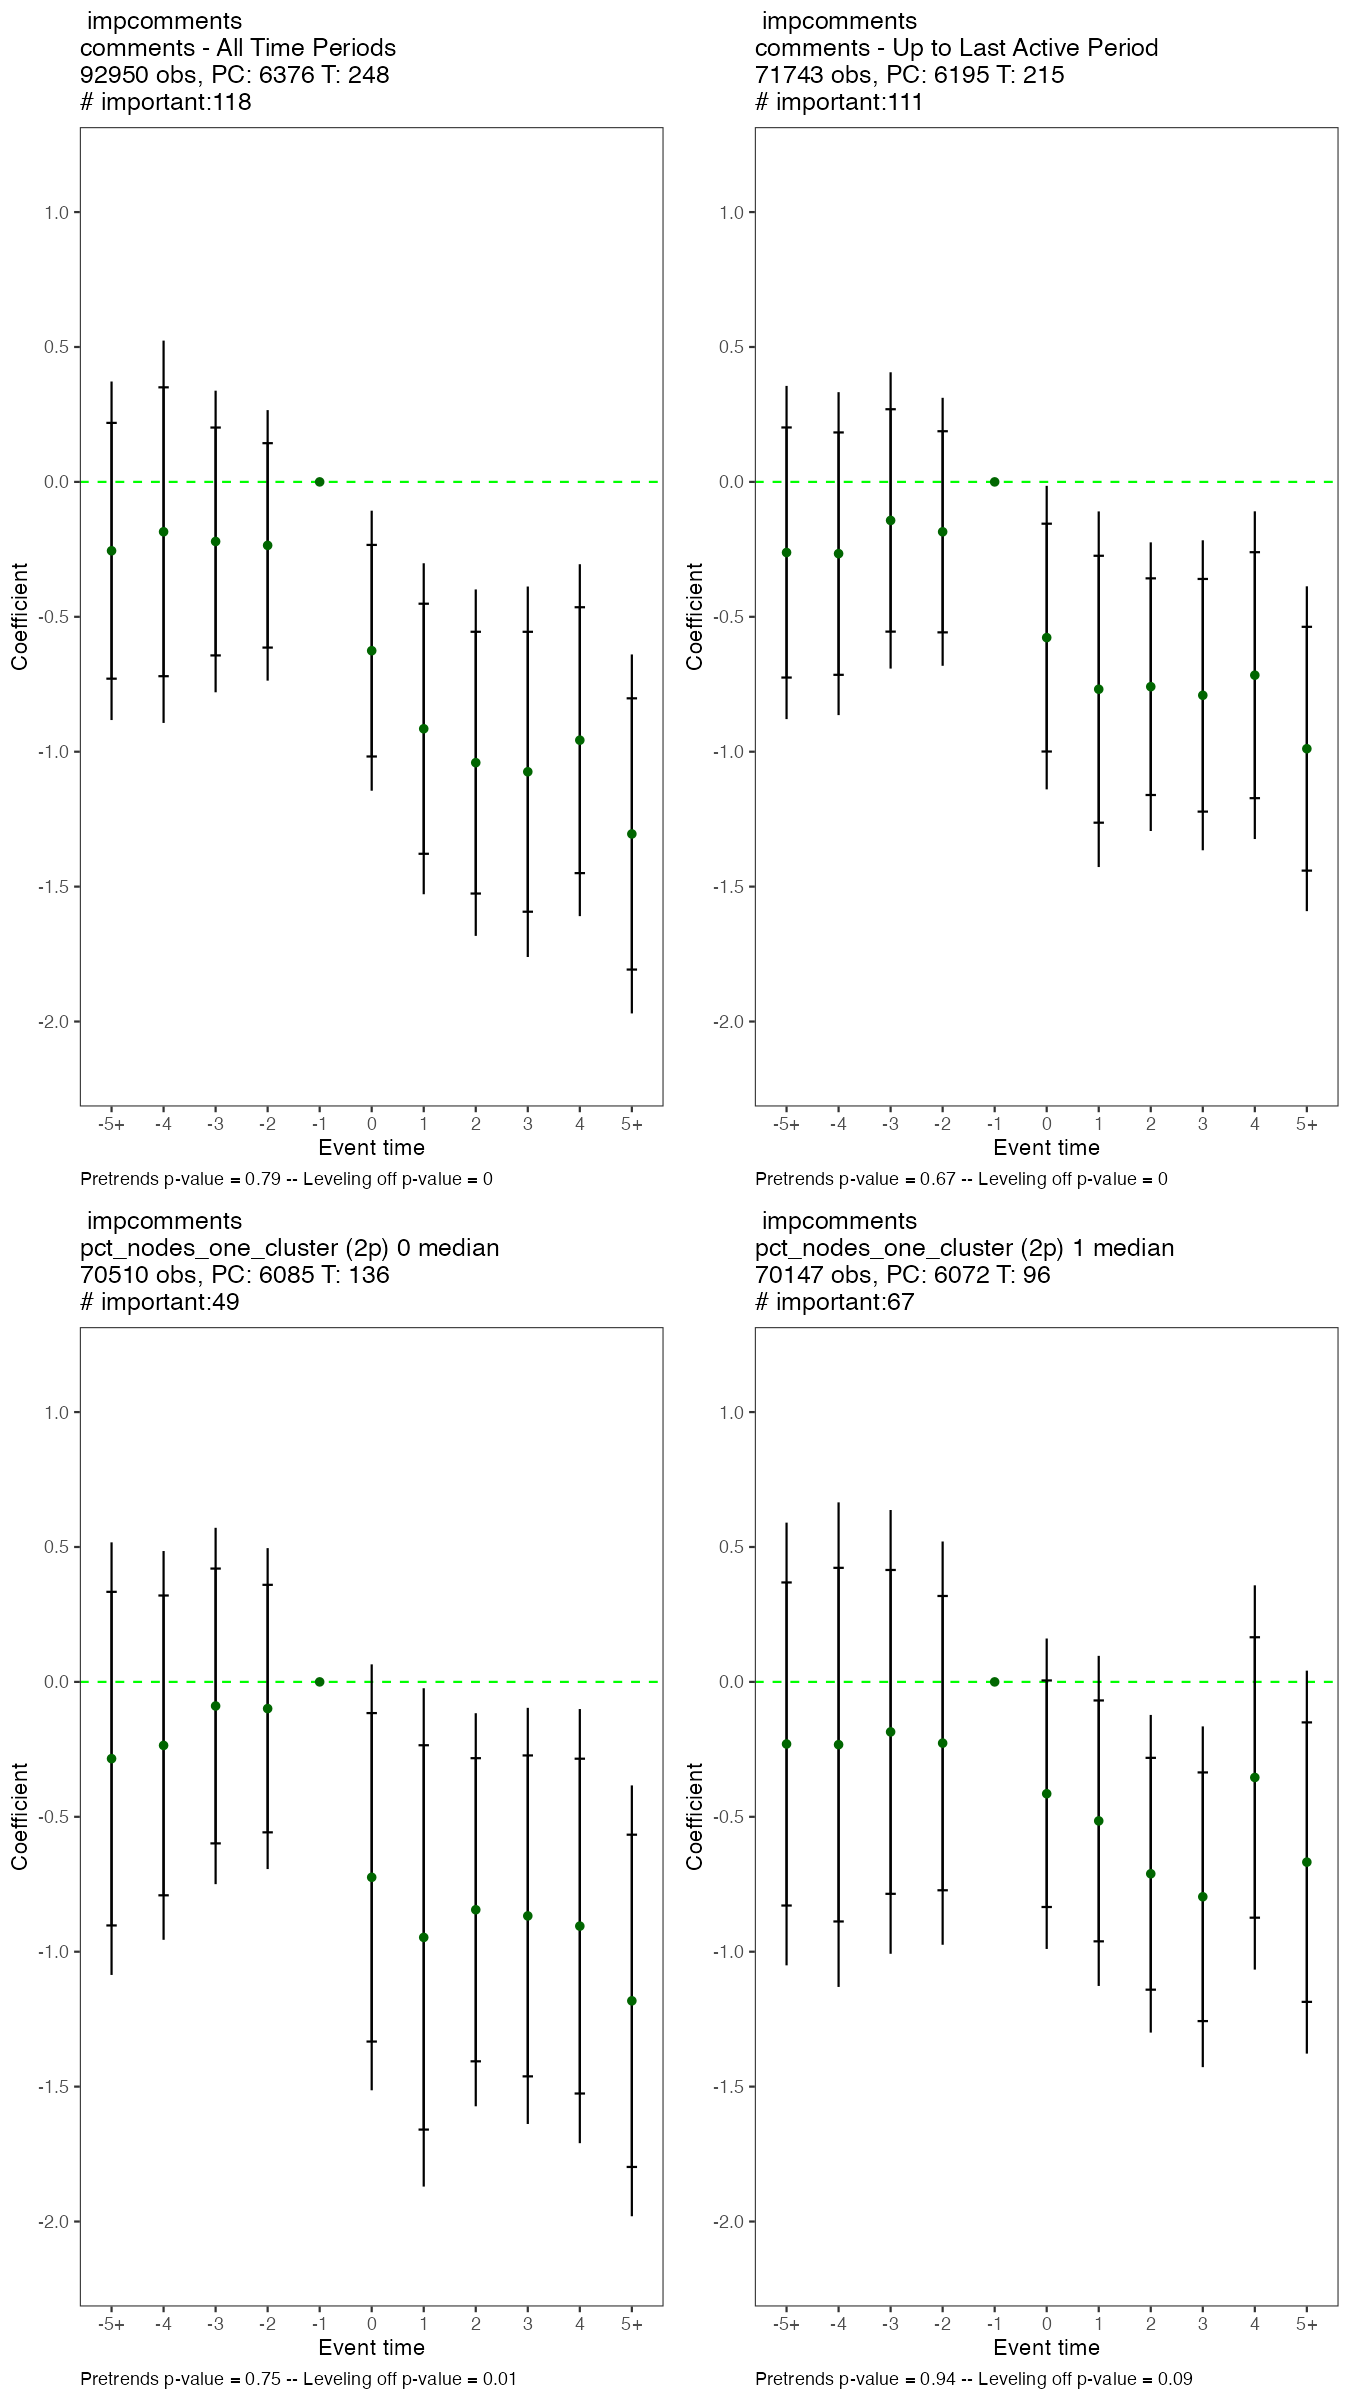 impcomments
comments - All Time Periods
92950 obs, PC: 6376 T: 248
# important:118
1.0
0.5
0.0
-0.5
-1.0
-1.5
-2.0
Coefficient
-5+ -4 -3 -2 -1 0 1 2 3 4 5+
Event time
Pretrends p-value = 0.79 -- Leveling off p-value = 0
impcomments
comments - Up to Last Active Period
71743 obs, PC: 6195 T: 215
# important:111
1.0
0.5
0.0
-0.5
-1.0
-1.5
-2.0
Coefficient
-5+ -4 -3 -2 -1 0 1 2 3 4 5+
Event time
Pretrends p-value = 0.67 -- Leveling off p-value = 0
impcomments
pct_nodes_one_cluster (2p) 0 median
70510 obs, PC: 6085 T: 136
# important:49
1.0
0.5
0.0
-0.5
-1.0
-1.5
-2.0
Coefficient
-5+ -4 -3 -2 -1 0 1 2 3 4 5+
Event time
Pretrends p-value = 0.75 -- Leveling off p-value = 0.01
impcomments
pct_nodes_one_cluster (2p) 1 median
70147 obs, PC: 6072 T: 96
# important:67
1.0
0.5
0.0
-0.5
-1.0
-1.5
-2.0
Coefficient
-5+ -4 -3 -2 -1 0 1 2 3 4 5+
Event time
Pretrends p-value = 0.94 -- Leveling off p-value = 0.09